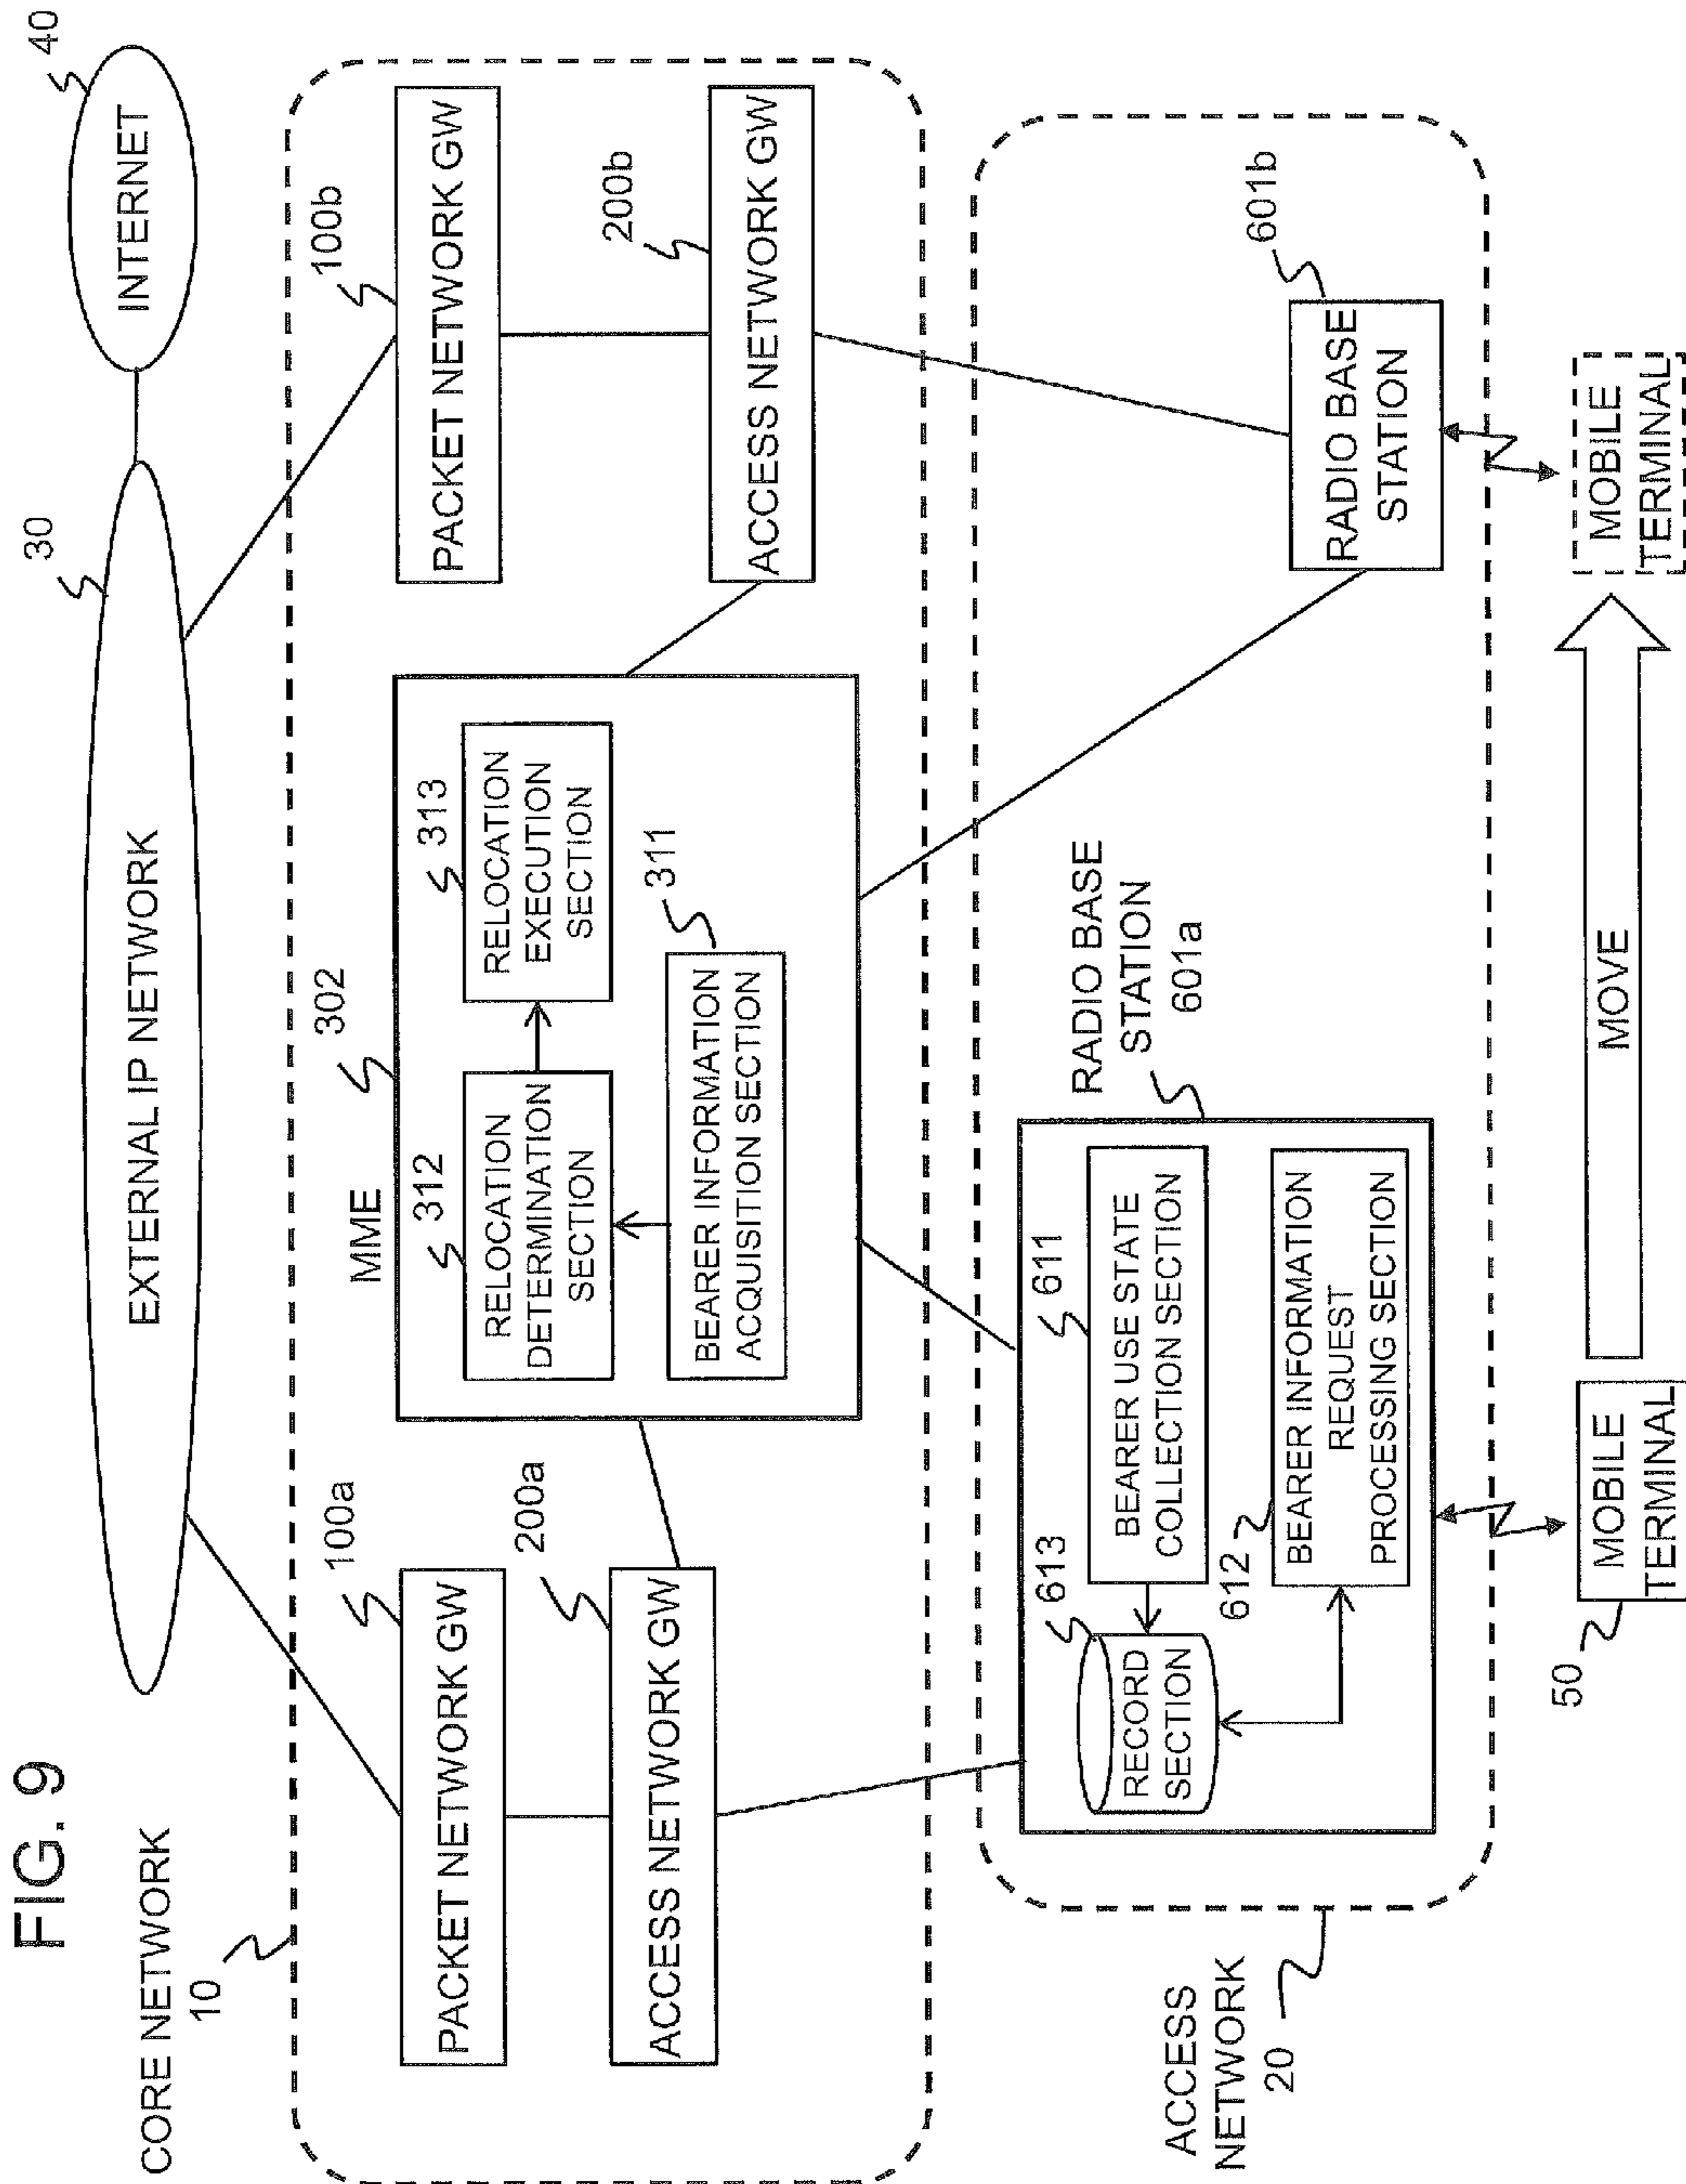 FIG. 9
CORE NETWORK
10
EXTERNAL IP NETWORK
30
INTERNET
40
PACKET NETWORK GW
100a
ACCESS NETWORK GW
200a
MME
302
RELOCATION
DETERMINATION
SECTION
312
RELOCATION
EXECUTION
SECTION
313
BEARER INFORMATION
ACQUISITION SECTION
311
PACKET NETWORK GW
100b
ACCESS NETWORK GW
200b
ACCESS
NETWORK
20
RADIO BASE
STATION
601a
RECORD
SECTION
613
BEARER USE STATE
COLLECTION SECTION
611
BEARER INFORMATION
REQUEST
PROCESSING SECTION
612
RADIO BASE
STATION
601b
MOBILE
TERMINAL
50
MOVE
MOBILE
TERMINAL